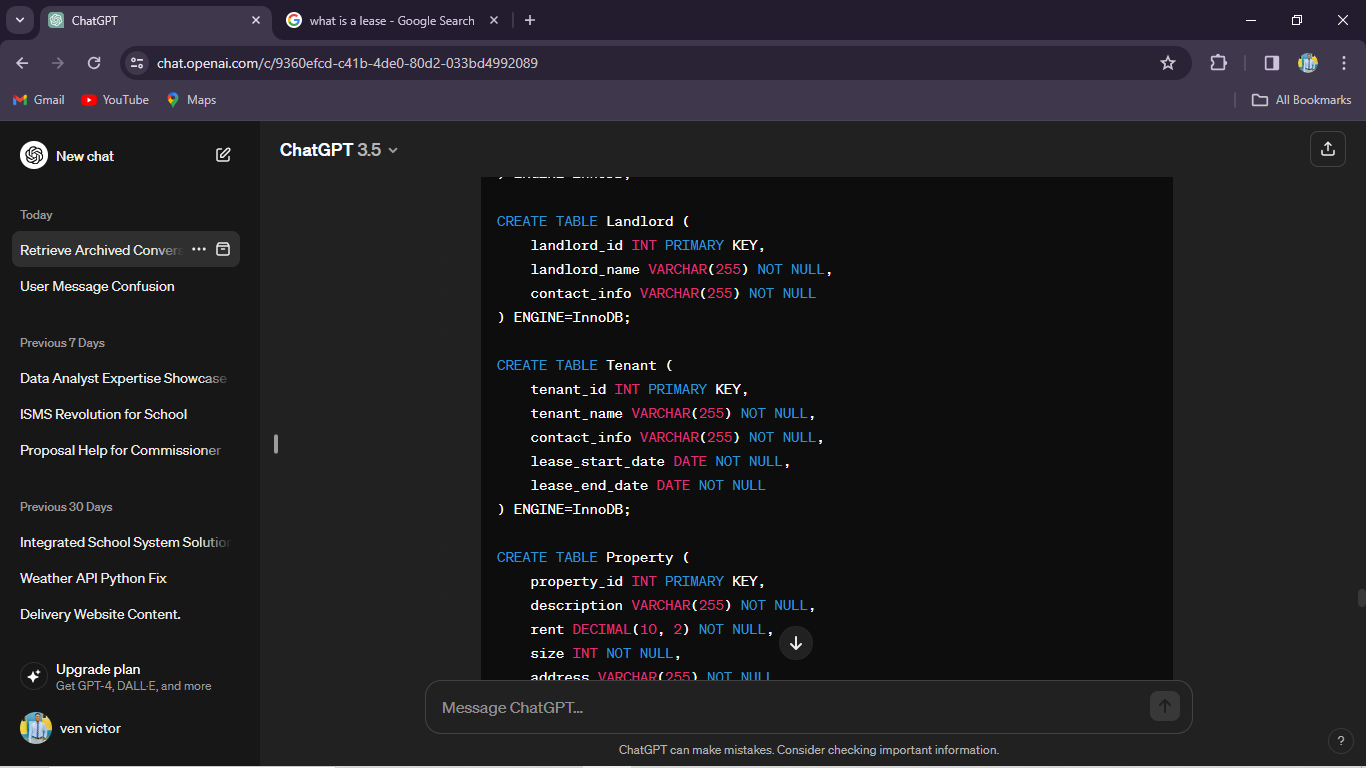 ChatGPT
what is a lease - Google Search
chat.openai.com/c/9360efcd-c41b-4de0-80d2-033bd4992089
Gmail
YouTube
Maps
All Bookmarks
New chat
Today
Retrieve Archived Convers
User Message Confusion
Previous 7 Days
Data Analyst Expertise Showcase
ISMS Revolution for School
Proposal Help for Commissioner
Previous 30 Days
Integrated School System Solution
Weather API Python Fix
Delivery Website Content.
Upgrade plan
Get GPT-4, DALL·E, and more
ven victor
ChatGPT 3.5
) ENGINE=InnoDB;
CREATE TABLE Landlord (
landlord_id INT PRIMARY KEY,
landlord_name VARCHAR(255) NOT NULL,
contact_info VARCHAR(255) NOT NULL
) ENGINE=InnoDB;
CREATE TABLE Tenant (
tenant_id INT PRIMARY KEY,
tenant_name VARCHAR(255) NOT NULL,
contact_info VARCHAR(255) NOT NULL,
lease_start_date DATE NOT NULL,
lease_end_date DATE NOT NULL
) ENGINE=InnoDB;
CREATE TABLE Property (
property_id INT PRIMARY KEY,
description VARCHAR(255) NOT NULL,
rent DECIMAL(10, 2) NOT NULL,
size INT NOT NULL,
address VARCHAR(255) NOT NULL
Message ChatGPT...
ChatGPT can make mistakes. Consider checking important information.
?